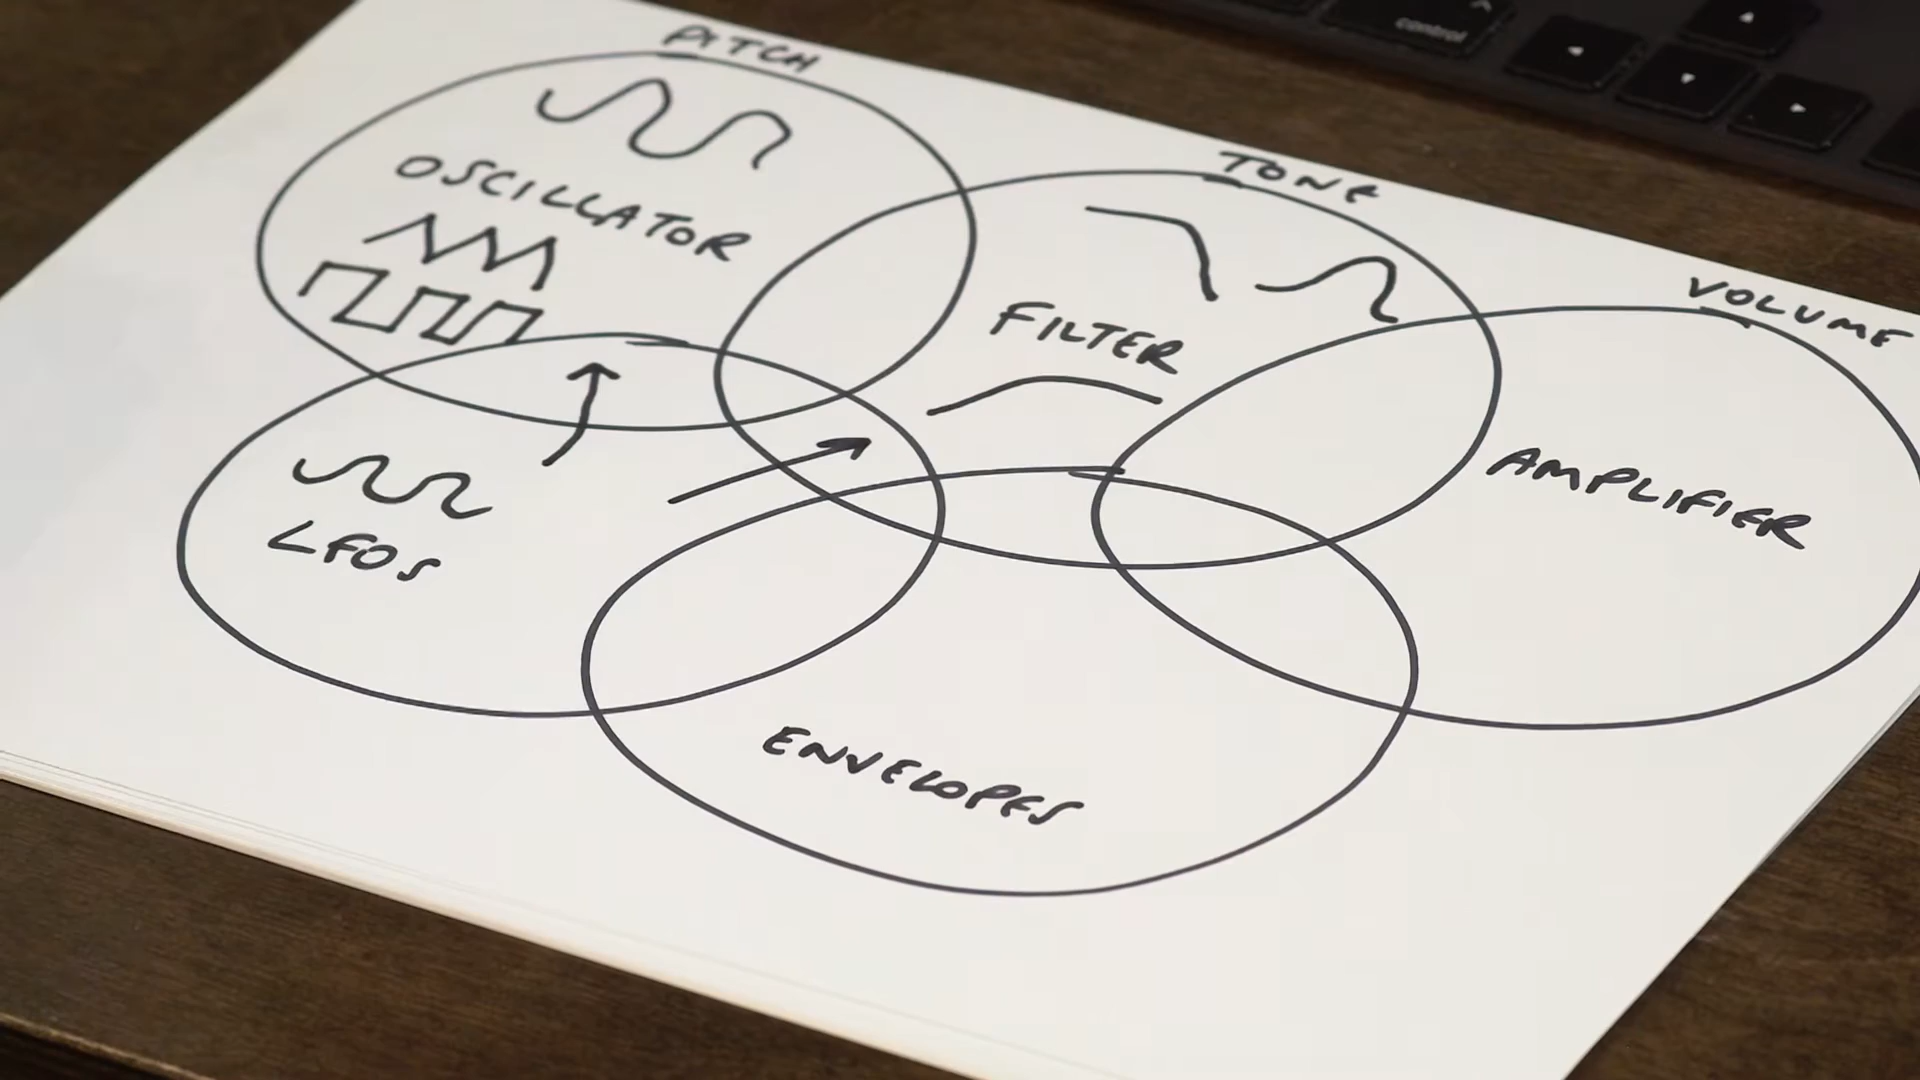 control
PITCH
TONE
VOLUME
OSCILLATOR
FILTER
AMPLIFIER
LFOS
ENVELOPES